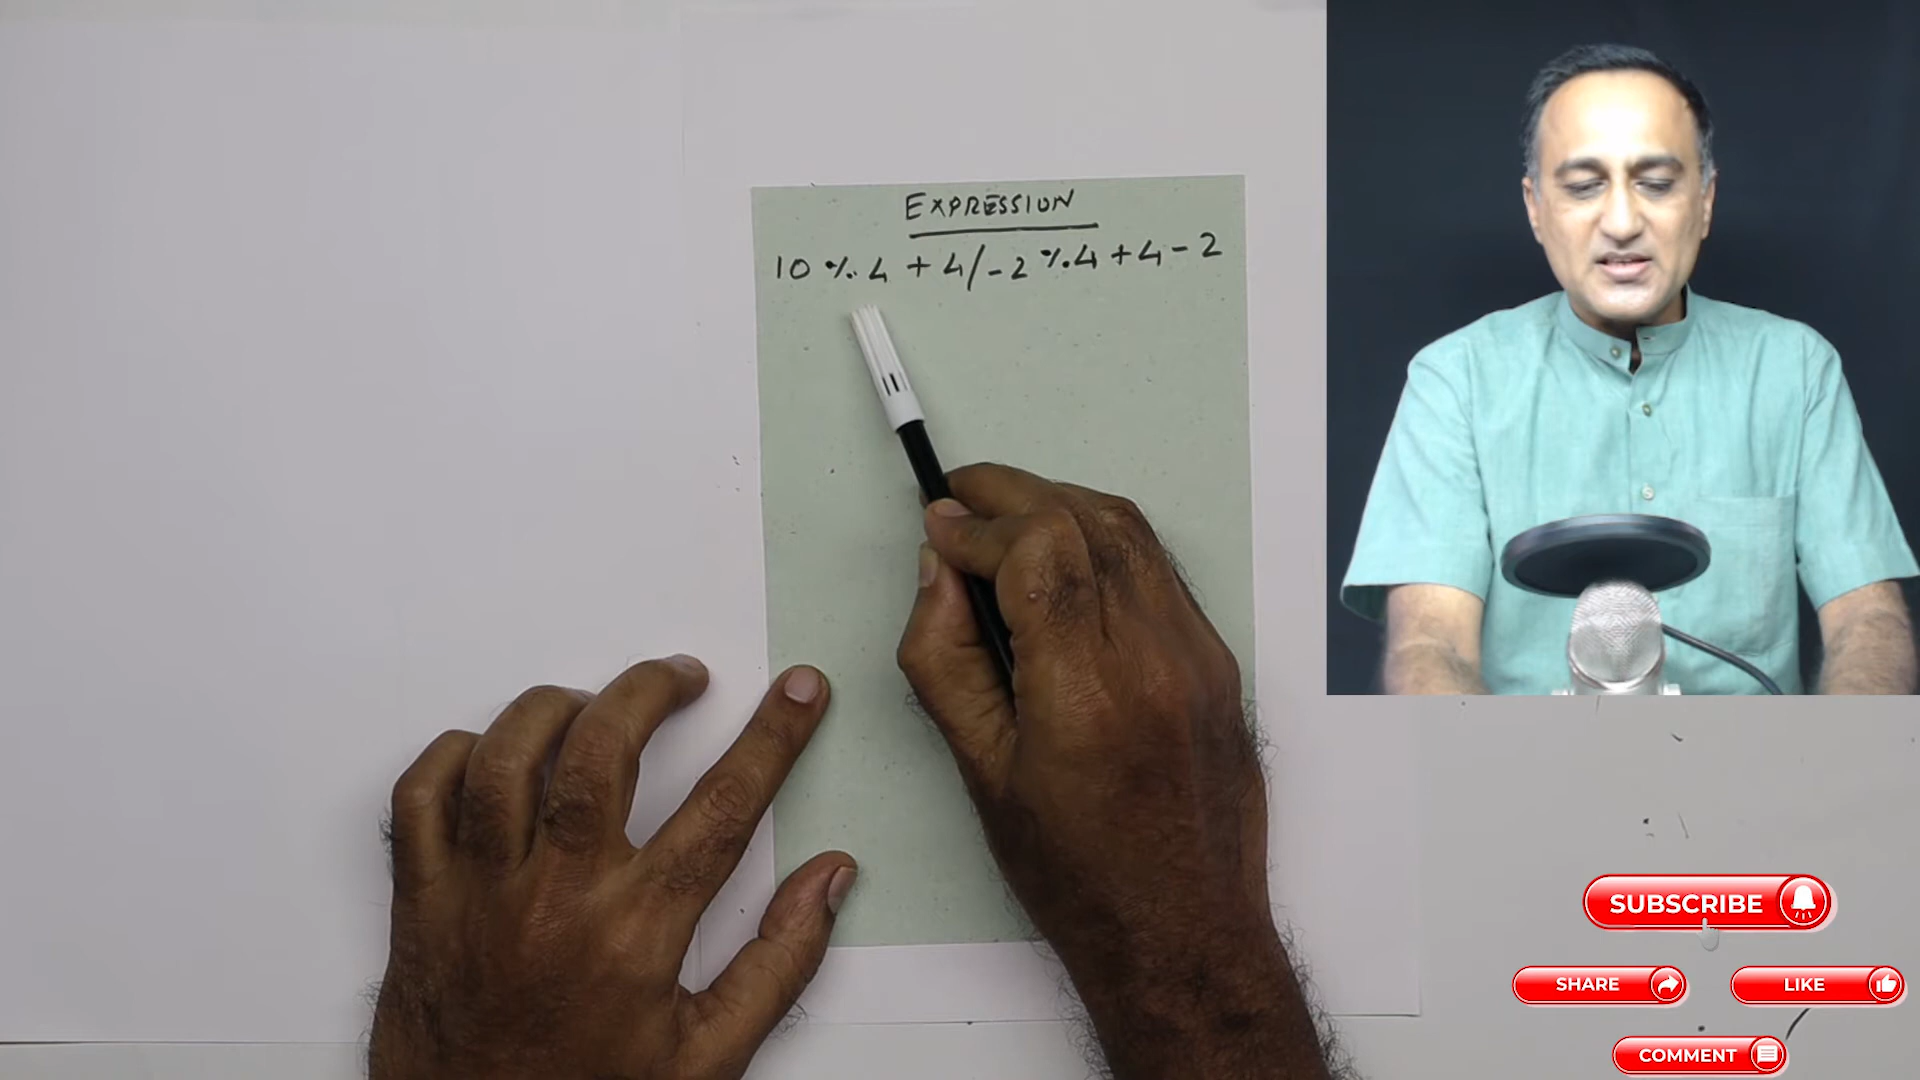 EXPRESSION
10 % 4 + 4/-2 % 4 + 4 - 2
SUBSCRIBE
SHARE
LIKE
COMMENT